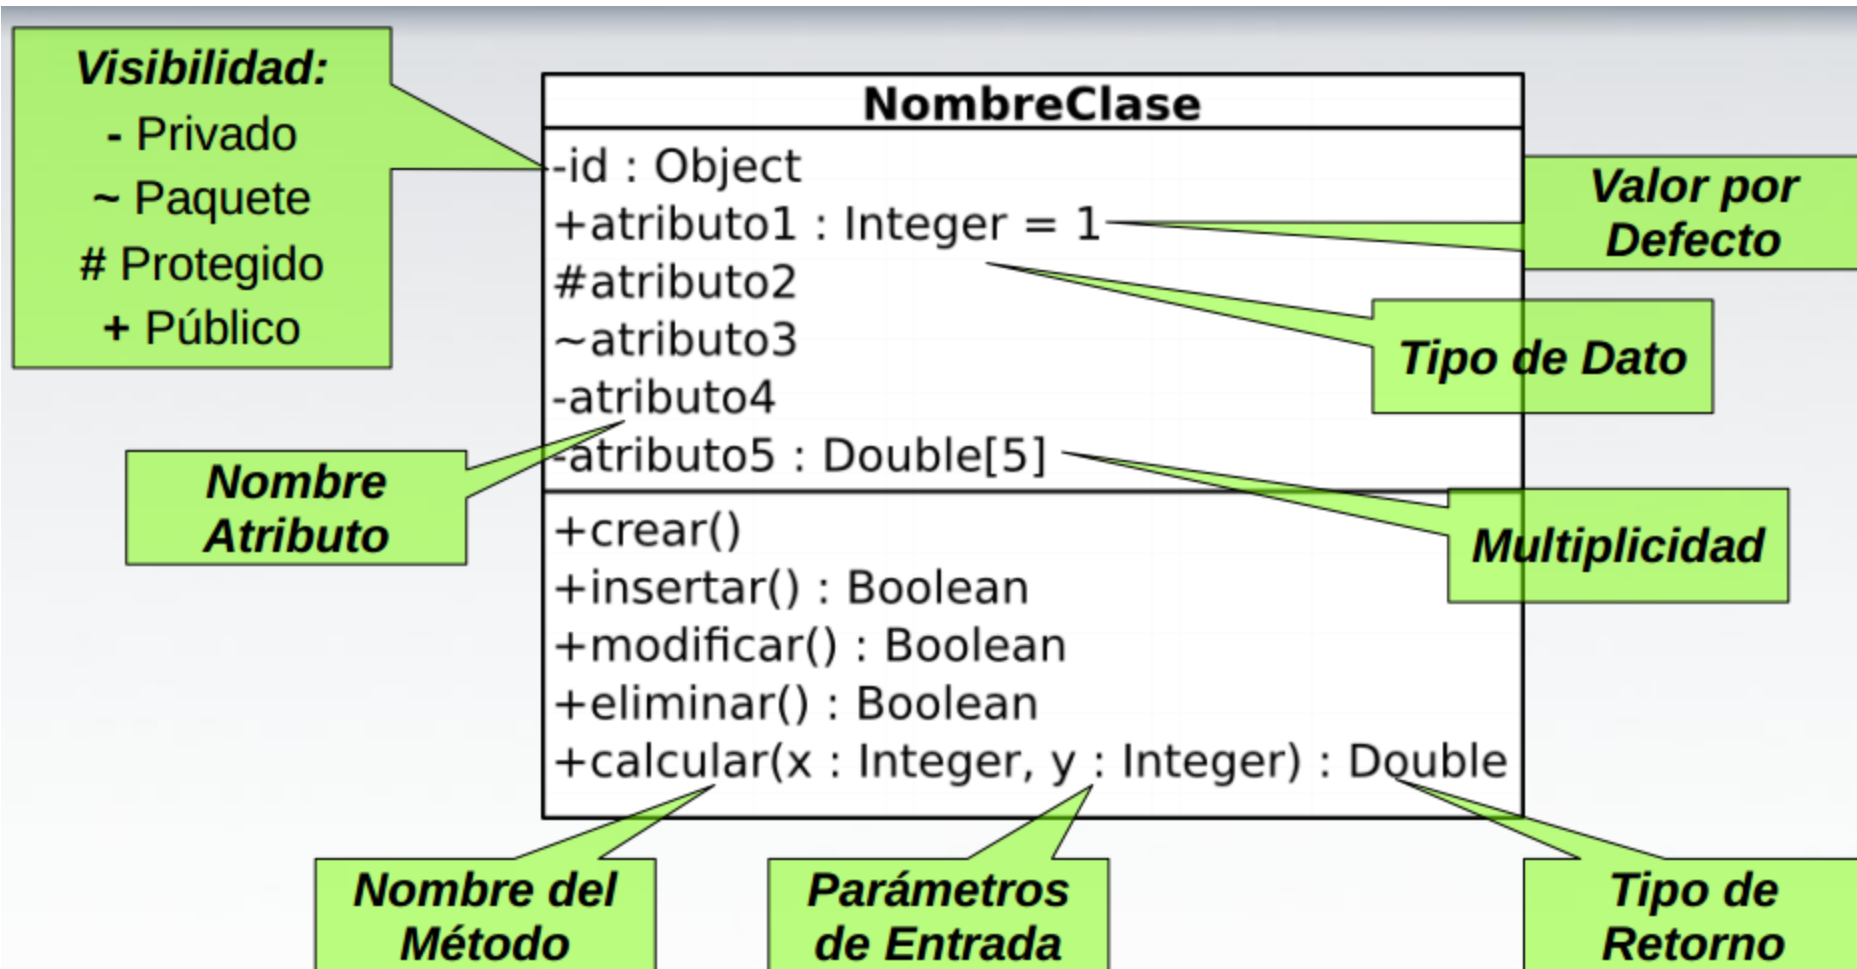 Visibilidad:
- Privado
~ Paquete
# Protegido
+ Público
NombreClase
-id : Object
+atributo1 : Integer = 1
#atributo2
~atributo3
-atributo4
-atributo5 : Double[5]
+crear()
+insertar() : Boolean
+modificar() : Boolean
+eliminar() : Boolean
+calcular(x : Integer, y : Integer) : Double
Valor por
Defecto
Tipo de Dato
Nombre
Atributo
Multiplicidad
Nombre del
Método
Parámetros
de Entrada
Tipo de
Retorno